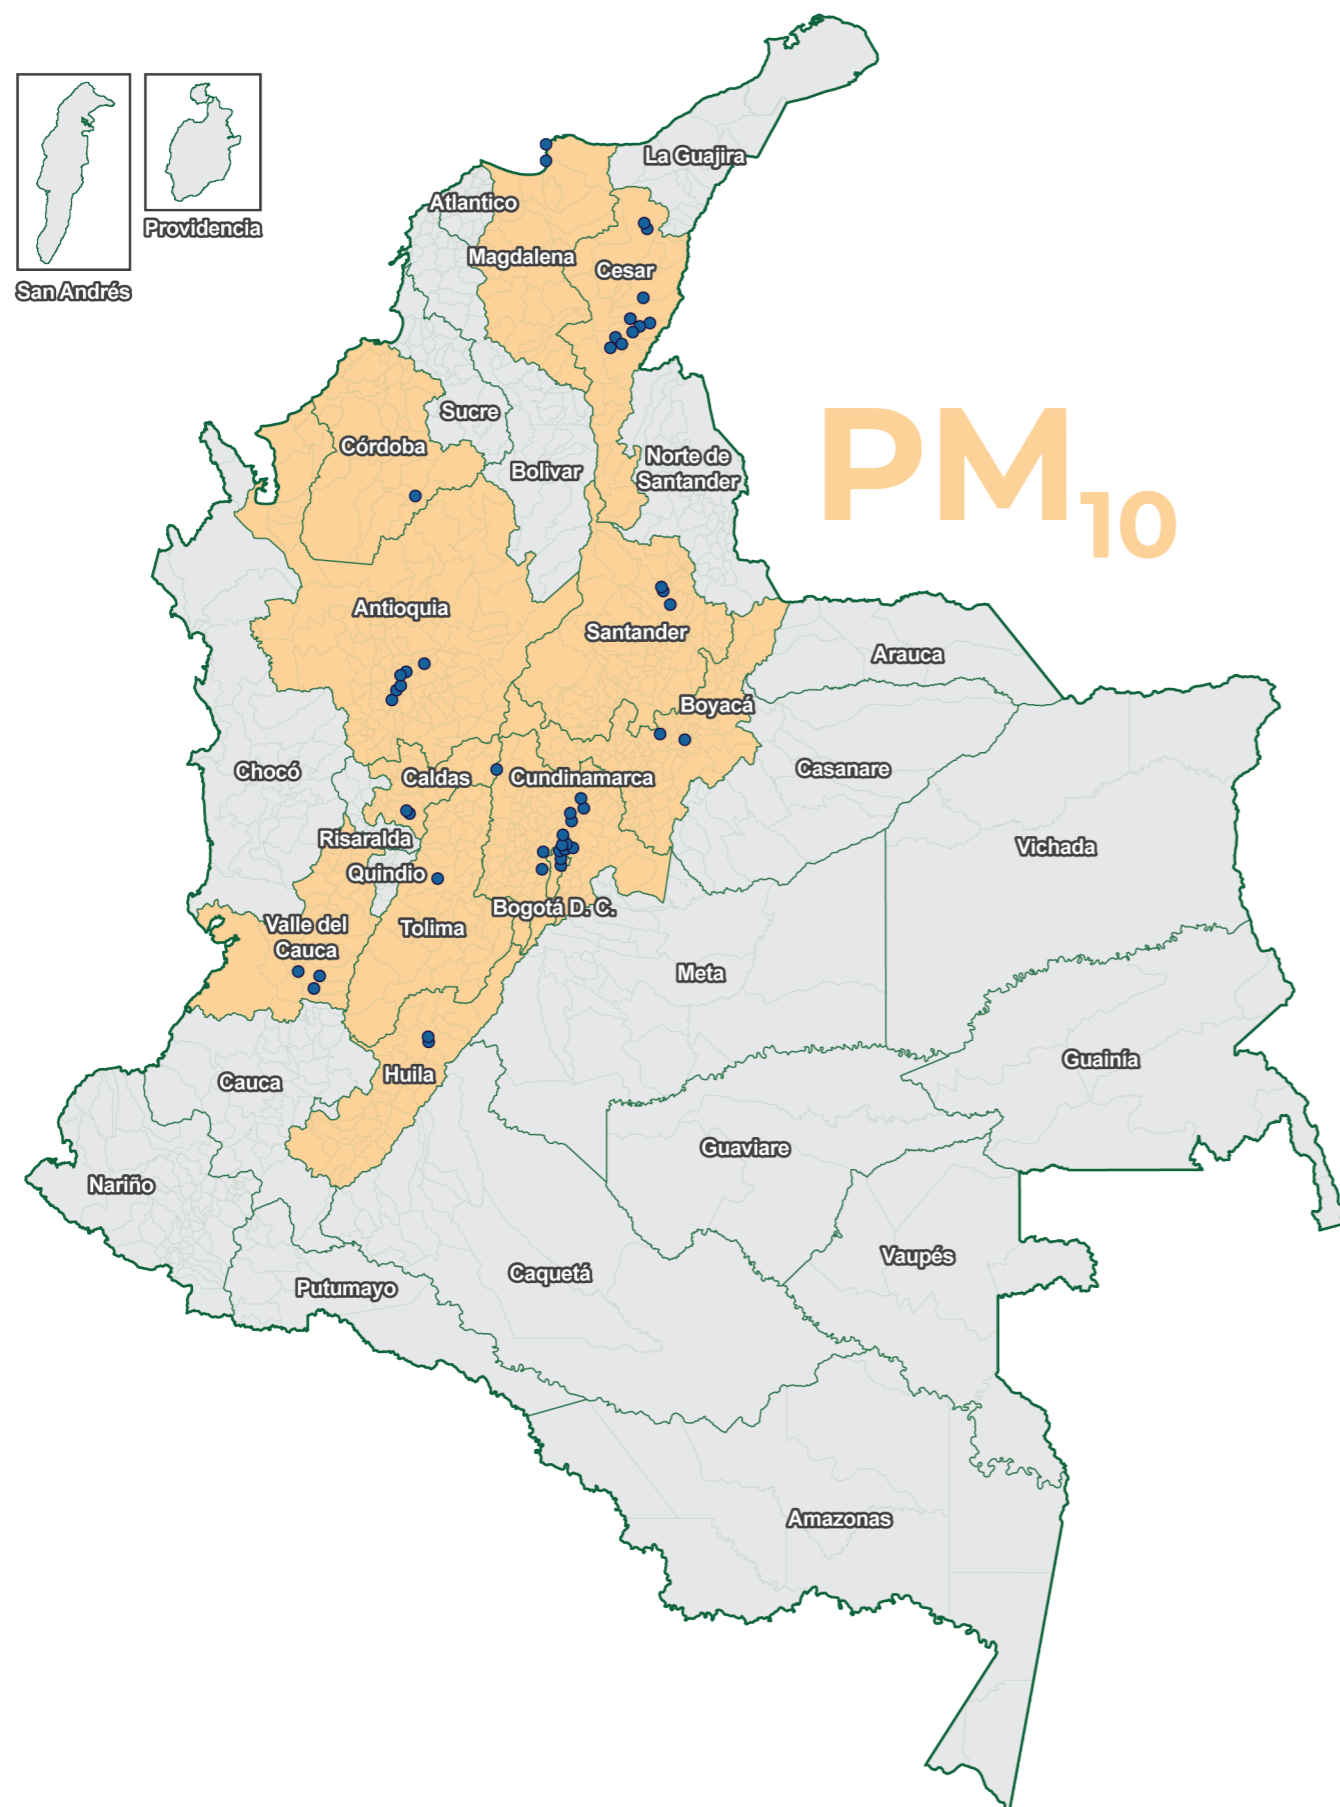 La Guajira
Atlantico
Providencia
Magdalena
Cesar
San Andrés
Sucre
Córdoba
Norte de
Santander
Bolivar
PM10
Antioquia
Santander
Arauca
Boyacá
Chocó
Caldas
Cundinamarca
Casanare
Risaralda
Vichada
Quindio
Bogotá D. C.
Valle del
Cauca
Tolima
Meta
Guainía
Huila
Cauca
Guaviare
Nariño
Vaupés
Caquetá
Putumayo
Amazonas